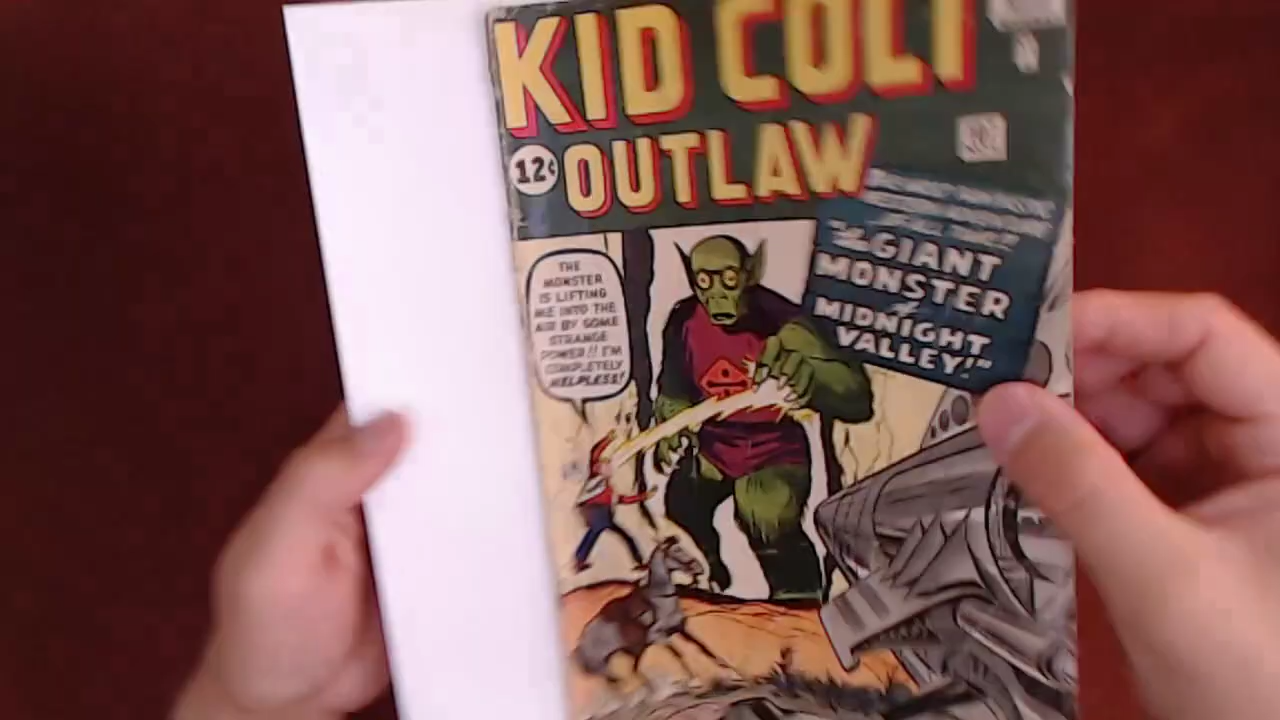 KID COLT
12¢ OUTLAW
"The GIANT
MONSTER
of
MIDNIGHT
VALLEY!"
THE
MONSTER
IS LIFTING
ME INTO THE
AIR BY SOME
STRANGE
POWER!! I'M
COMPLETELY
HELPLESS!